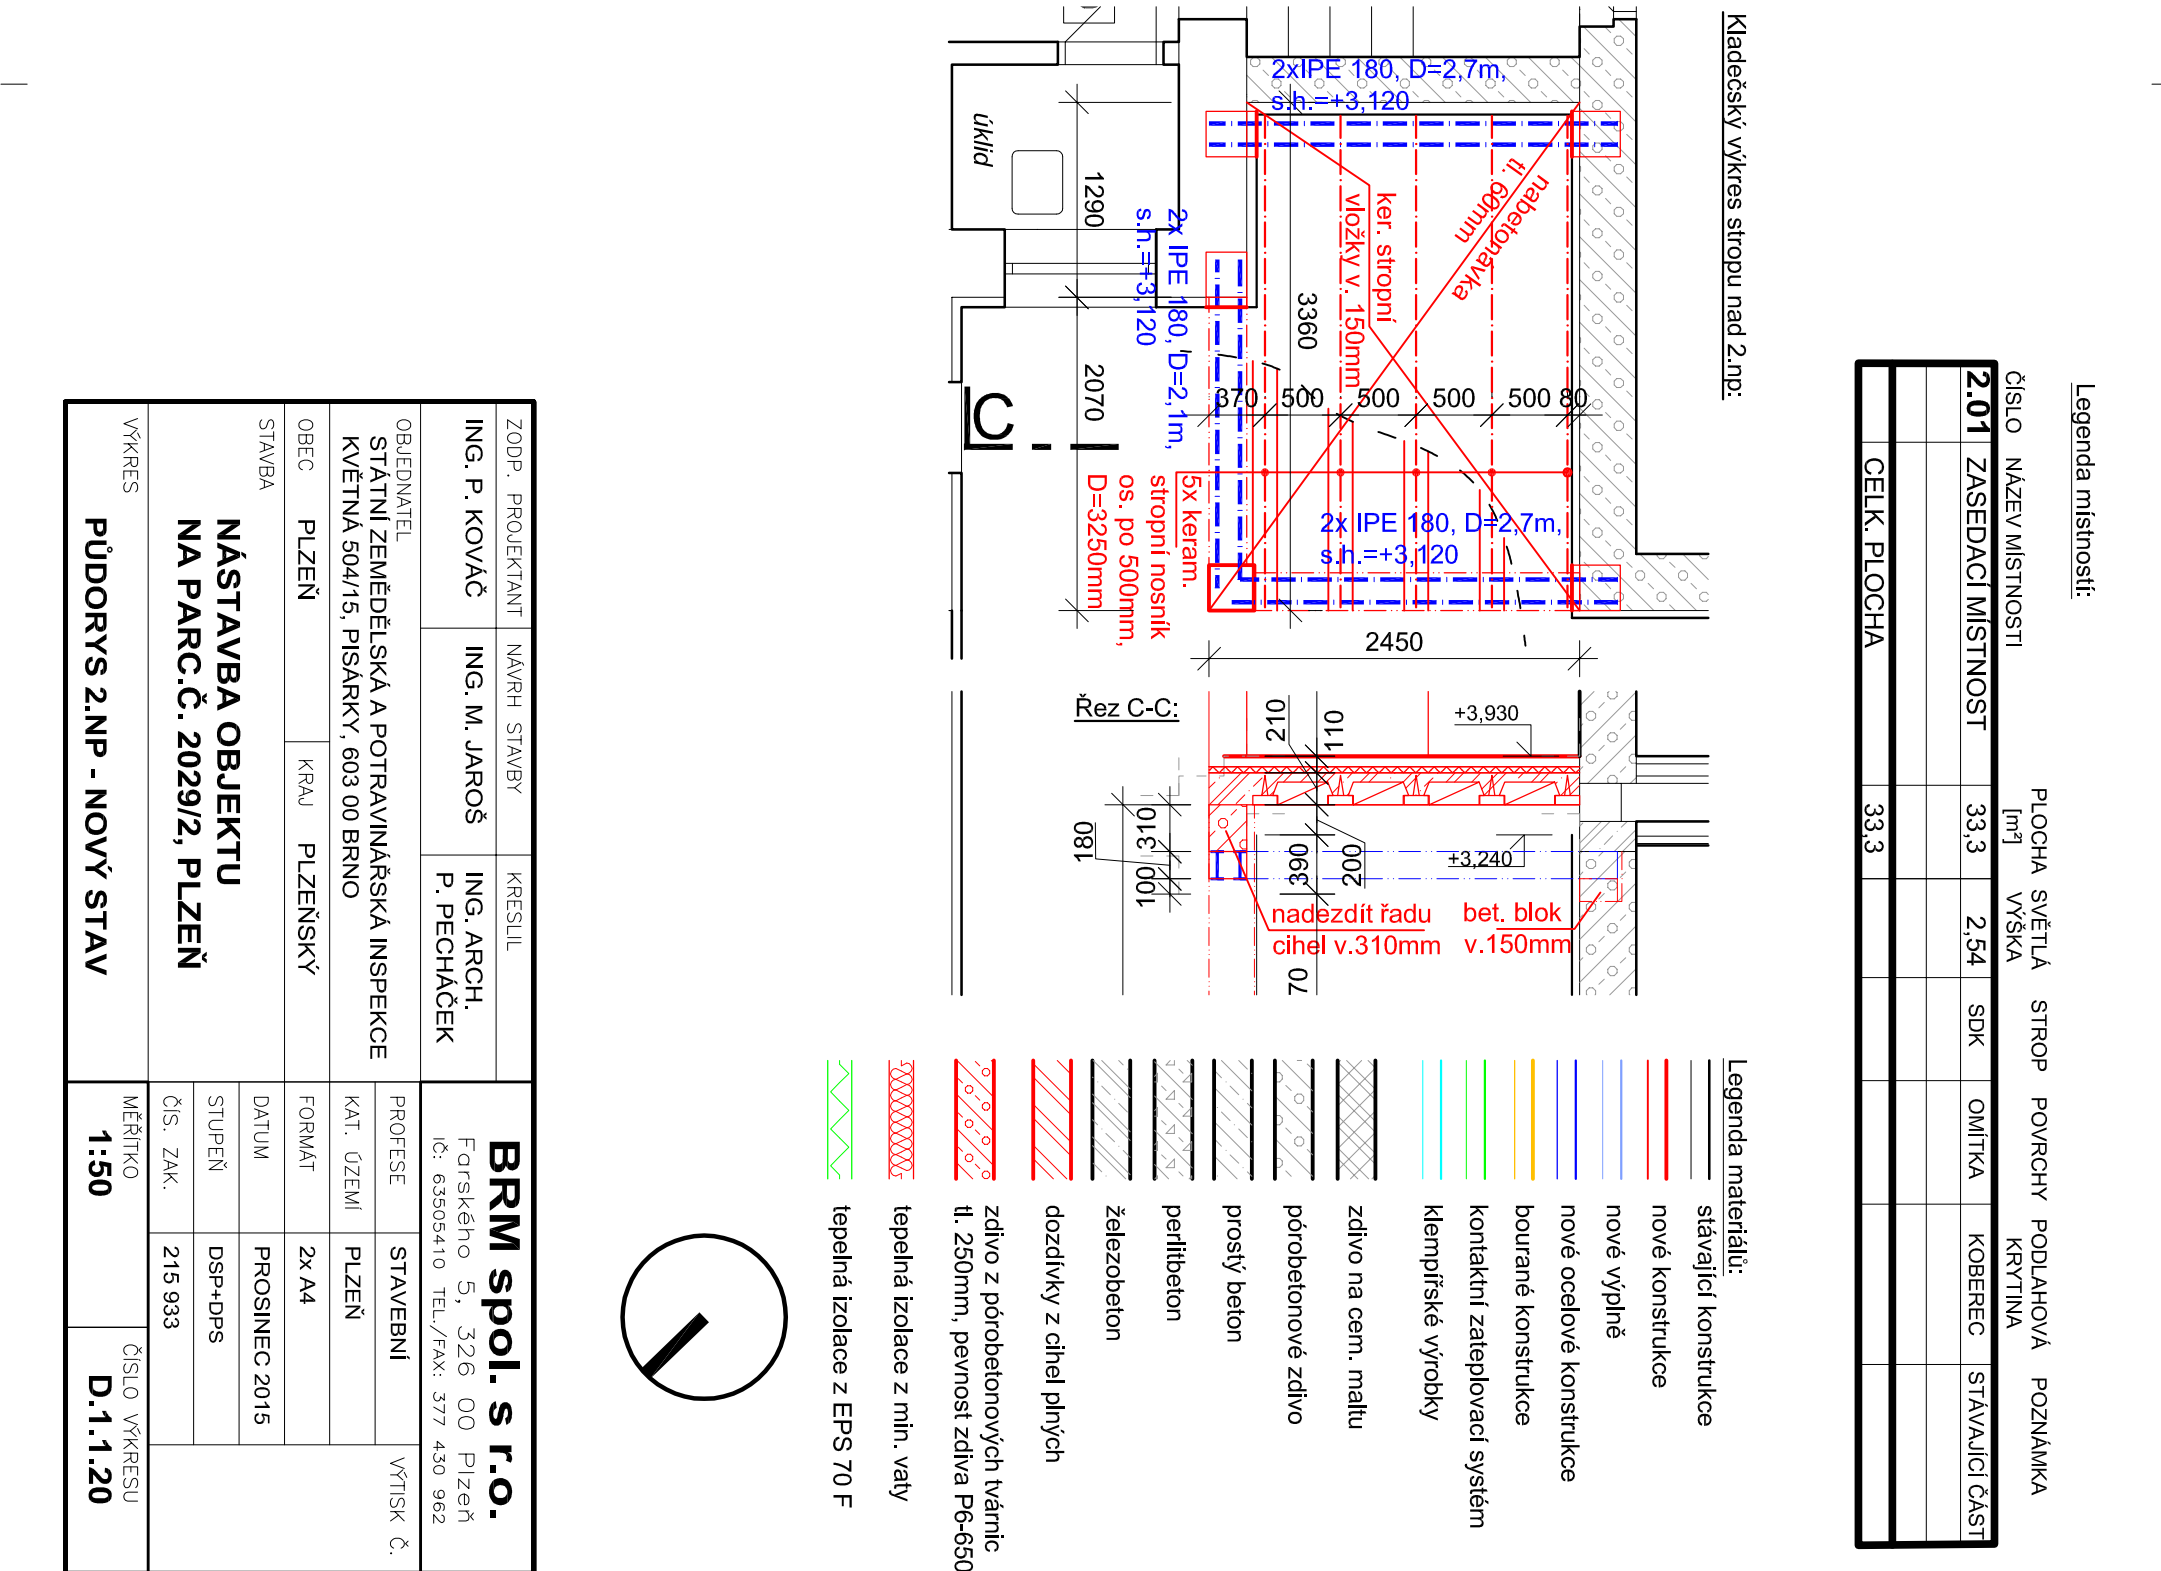 Legenda místností:
ČÍSLO NÁZEV MÍSTNOSTI PLOCHA [m²] SVĚTLÁ VÝŠKA STROP POVRCHY PODLAHOVÁ KRYTINA POZNÁMKA
2.01 ZASEDACÍ MÍSTNOST 33,3 2,54 SDK OMÍTKA KOBEREC STÁVAJÍCÍ ČÁST
CELK. PLOCHA 33,3
Kladečský výkres stropu nad 2.np:
2xIPE 180, D=2,7m,
s.h.=+3,120
nabetonávka
tl. 60mm
ker. stropní
vložky v. 150mm
úklid
1290
2070
3360
2x IPE 180, D=2,1m,
s.h.=+3,120
370 500 500 500 500 80
C
5x keram.
stropní nosník
os. po 500mm,
D=3250mm
2x IPE 180, D=2,7m,
s.h.=+3,120
2450
Řez C-C:
210
110
+3,930
180
310
100
390
200
+3,240
nadezdít řadu
cihel v.310mm
bet. blok
v.150mm
70
Legenda materiálů:
stávající konstrukce
nové konstrukce
nové výplně
nové ocelové konstrukce
bourané konstrukce
kontaktní zateplovací systém
klempířské výrobky
zdivo na cem. maltu
pórobetonové zdivo
prostý beton
perlitbeton
železobeton
dozdívky z cihel plných
zdivo z pórobetonových tvárnic
tl. 250mm, pevnost zdiva P6-650
tepelná izolace z min. vaty
tepelná izolace z EPS 70 F
ZODP. PROJEKTANT
ING. P. KOVÁČ
NÁVRH STAVBY
ING. M. JAROŠ
KRESLIL
ING. ARCH.
P. PECHÁČEK
OBJEDNATEL
STÁTNÍ ZEMĚDĚLSKÁ A POTRAVINÁŘSKÁ INSPEKCE
KVĚTNÁ 504/15, PISÁRKY, 603 00 BRNO
OBEC PLZEŇ
KRAJ PLZEŇSKÝ
STAVBA
NÁSTAVBA OBJEKTU
NA PARC.Č. 2029/2, PLZEŇ
VÝKRES
PŮDORYS 2.NP - NOVÝ STAV
BRM spol. s r.o.
Farského 5, 326 00 Plzeň
IČ: 63505410 TEL./FAX: 377 430 962
PROFESE STAVEBNÍ
VÝTISK Č.
KAT. ÚZEMÍ PLZEŇ
FORMÁT 2x A4
DATUM PROSINEC 2015
STUPEŇ DSP+DPS
ČÍS. ZAK. 215 933
MĚŘÍTKO
1:50
ČÍSLO VÝKRESU
D.1.1.20